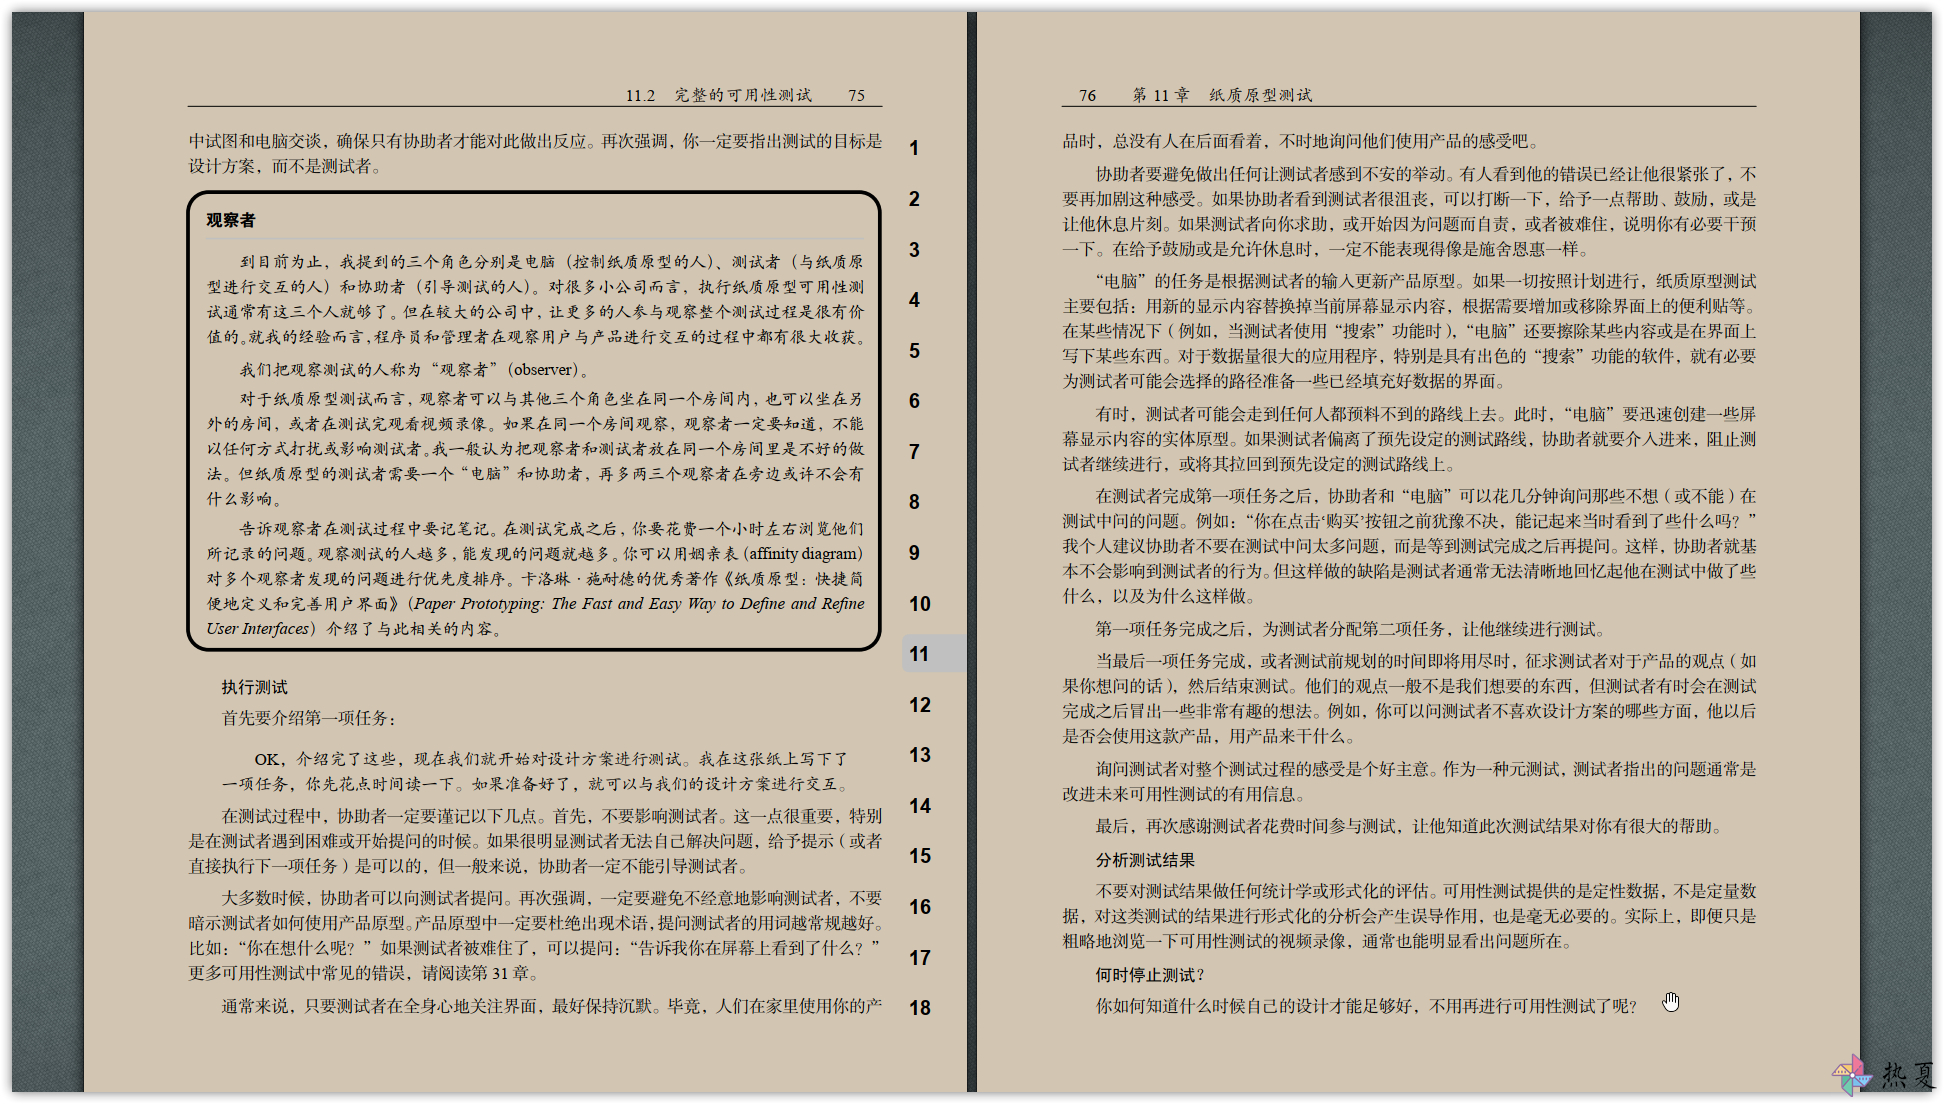 11.2 完整的可用性测试 75
中试图和电脑交谈，确保只有协助者才能对此做出反应。再次强调，你一定要指出测试的目标是
设计方案，而不是测试者。
观察者
到目前为止，我提到的三个角色分别是电脑（控制纸质原型的人）、测试者（与纸质原
型进行交互的人）和协助者（引导测试的人）。对很多小公司而言，执行纸质原型可用性测
试通常有这三个人就够了。但在较大的公司中，让更多的人参与观察整个测试过程是很有价
值的。就我的经验而言，程序员和管理者在观察用户与产品进行交互的过程中都有很大收获。
我们把观察测试的人称为“观察者”（observer）。
对于纸质原型测试而言，观察者可以与其他三个角色坐在同一个房间内，也可以坐在另
外的房间，或者在测试完观看视频录像。如果在同一个房间观察，观察者一定要知道，不能
以任何方式打扰或影响测试者。我一般认为把观察者和测试者放在同一个房间里是不好的做
法。但纸质原型的测试者需要一个“电脑”和协助者，再多两三个观察者在旁边或许不会有
什么影响。
告诉观察者在测试过程中要记笔记。在测试完成之后，你要花费一个小时左右浏览他们
所记录的问题。观察测试的人越多，能发现的问题就越多。你可以用姻亲表（affinity diagram）
对多个观察者发现的问题进行优先度排序。卡洛琳·施耐德的优秀著作《纸质原型：快捷简
便地定义和完善用户界面》（Paper Prototyping: The Fast and Easy Way to Define and Refine
User Interfaces）介绍了与此相关的内容。
执行测试
首先要介绍第一项任务：
OK，介绍完了这些，现在我们就开始对设计方案进行测试。我在这张纸上写下了
一项任务，你先花点时间读一下。如果准备好了，就可以与我们的设计方案进行交互。
在测试过程中，协助者一定要谨记以下几点。首先，不要影响测试者。这一点很重要，特别
是在测试者遇到困难或开始提问的时候。如果很明显测试者无法自己解决问题，给予提示（或者
直接执行下一项任务）是可以的，但一般来说，协助者一定不能引导测试者。
大多数时候，协助者可以向测试者提问。再次强调，一定要避免不经意地影响测试者，不要
暗示测试者如何使用产品原型。产品原型中一定要杜绝出现术语，提问测试者的用词越常规越好。
比如：“你在想什么呢？”如果测试者被难住了，可以提问：“告诉我你在屏幕上看到了什么？”
更多可用性测试中常见的错误，请阅读第 31 章。
通常来说，只要测试者在全身心地关注界面，最好保持沉默。毕竟，人们在家里使用你的产
1
2
3
4
5
6
7
8
9
10
11
12
13
14
15
16
17
18
76 第 11 章 纸质原型测试
品时，总没有人在后面看着，不时地询问他们使用产品的感受吧。
协助者要避免做出任何让测试者感到不安的举动。有人看到他的错误已经让他很紧张了，不
要再加剧这种感受。如果协助者看到测试者很沮丧，可以打断一下，给予一点帮助、鼓励，或是
让他休息片刻。如果测试者向你求助，或开始因为问题而自责，或者被难住，说明你有必要干预
一下。在给予鼓励或是允许休息时，一定不能表现得像是施舍恩惠一样。
“电脑”的任务是根据测试者的输入更新产品原型。如果一切按照计划进行，纸质原型测试
主要包括：用新的显示内容替换掉当前屏幕显示内容，根据需要增加或移除界面上的便利贴等。
在某些情况下（例如，当测试者使用“搜索”功能时），“电脑”还要擦除某些内容或是在界面上
写下某些东西。对于数据量很大的应用程序，特别是具有出色的“搜索”功能的软件，就有必要
为测试者可能会选择的路径准备一些已经填充好数据的界面。
有时，测试者可能会走到任何人都预料不到的路线上去。此时，“电脑”要迅速创建一些屏
幕显示内容的实体原型。如果测试者偏离了预先设定的测试路线，协助者就要介入进来，阻止测
试者继续进行，或将其拉回到预先设定的测试路线上。
在测试者完成第一项任务之后，协助者和“电脑”可以花几分钟询问那些不想（或不能）在
测试中问的问题。例如：“你在点击‘购买’按钮之前犹豫不决，能记起来当时看到了些什么吗？”
我个人建议协助者不要在测试中问太多问题，而是等到测试完成之后再提问。这样，协助者就基
本不会影响到测试者的行为。但这样做的缺陷是测试者通常无法清晰地回忆起他在测试中做了些
什么，以及为什么这样做。
第一项任务完成之后，为测试者分配第二项任务，让他继续进行测试。
当最后一项任务完成，或者测试前规划的时间即将用尽时，征求测试者对于产品的观点（如
果你想问的话），然后结束测试。他们的观点一般不是我们想要的东西，但测试者有时会在测试
完成之后冒出一些非常有趣的想法。例如，你可以问测试者不喜欢设计方案的哪些方面，他以后
是否会使用这款产品，用产品来干什么。
询问测试者对整个测试过程的感受是个好主意。作为一种元测试，测试者指出的问题通常是
改进未来可用性测试的有用信息。
最后，再次感谢测试者花费时间参与测试，让他知道此次测试结果对你有很大的帮助。
分析测试结果
不要对测试结果做任何统计学或形式化的评估。可用性测试提供的是定性数据，不是定量数
据，对这类测试的结果进行形式化的分析会产生误导作用，也是毫无必要的。实际上，即便只是
粗略地浏览一下可用性测试的视频录像，通常也能明显看出问题所在。
何时停止测试？
你如何知道什么时候自己的设计才能足够好，不用再进行可用性测试了呢？
热夏